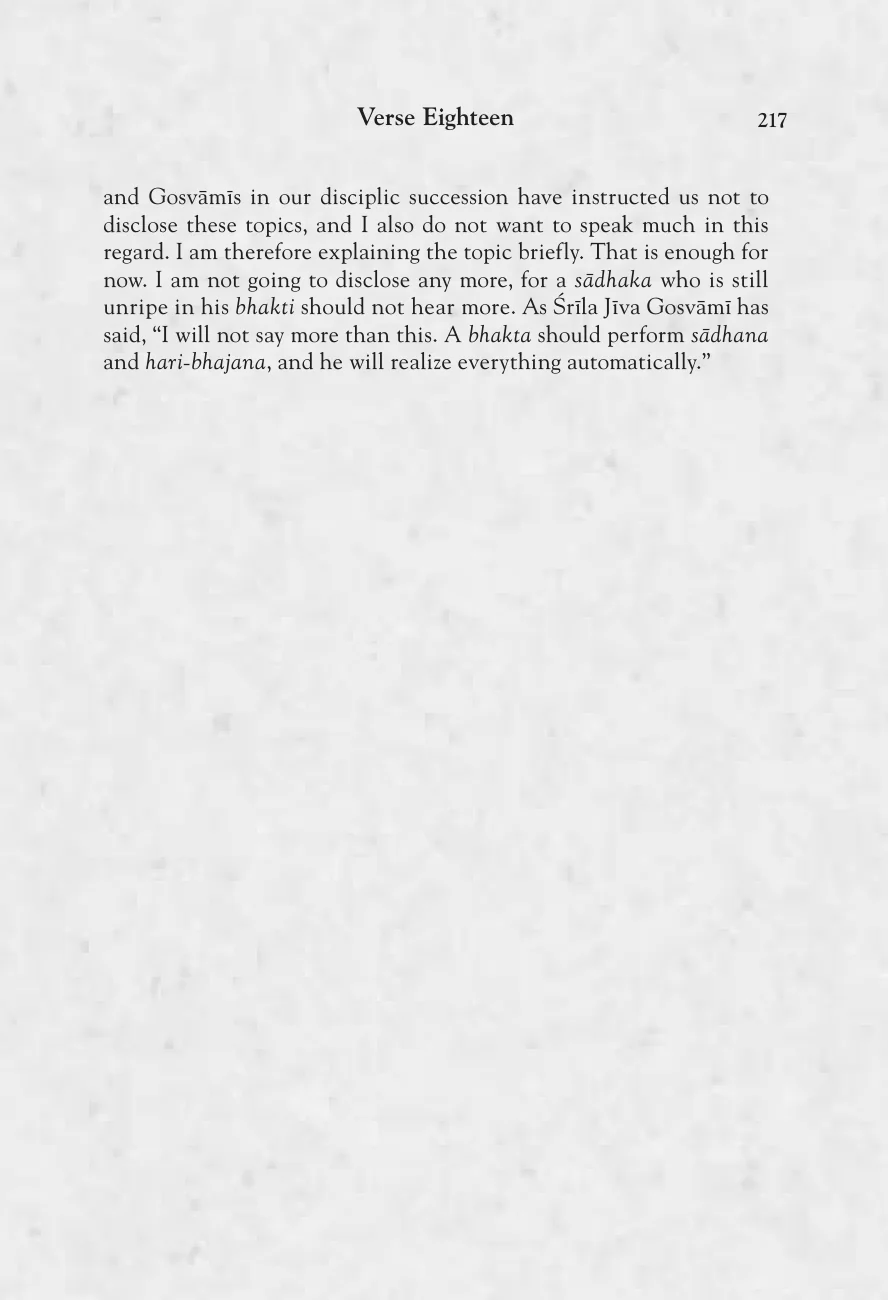 Verse Eighteen 217
and Gosvāmīs in our disciplic succession have instructed us not to
disclose these topics, and I also do not want to speak much in this
regard. I am therefore explaining the topic briefly. That is enough for
now. I am not going to disclose any more, for a sādhaka who is still
unripe in his bhakti should not hear more. As Śrīla Jīva Gosvāmī has
said, “I will not say more than this. A bhakta should perform sādhana
and hari-bhajana, and he will realize everything automatically.”